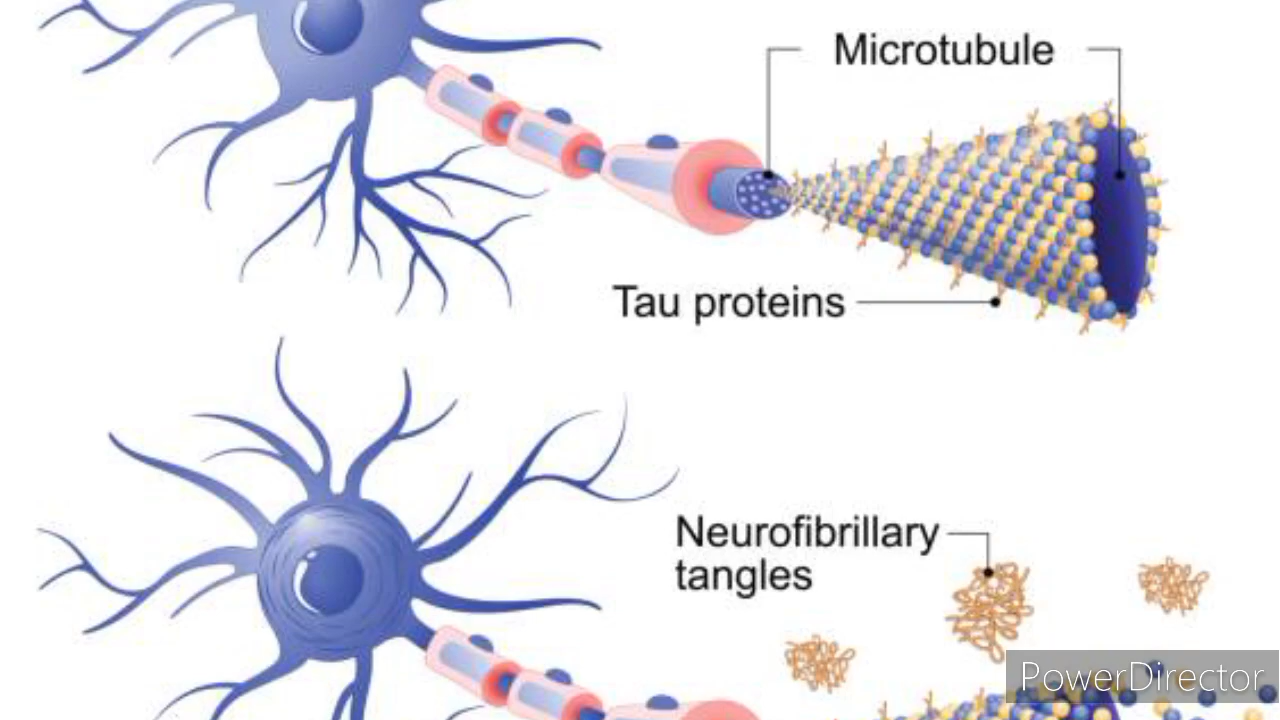 Microtubule
Tau proteins
Neurofibrillary
tangles
PowerDirector